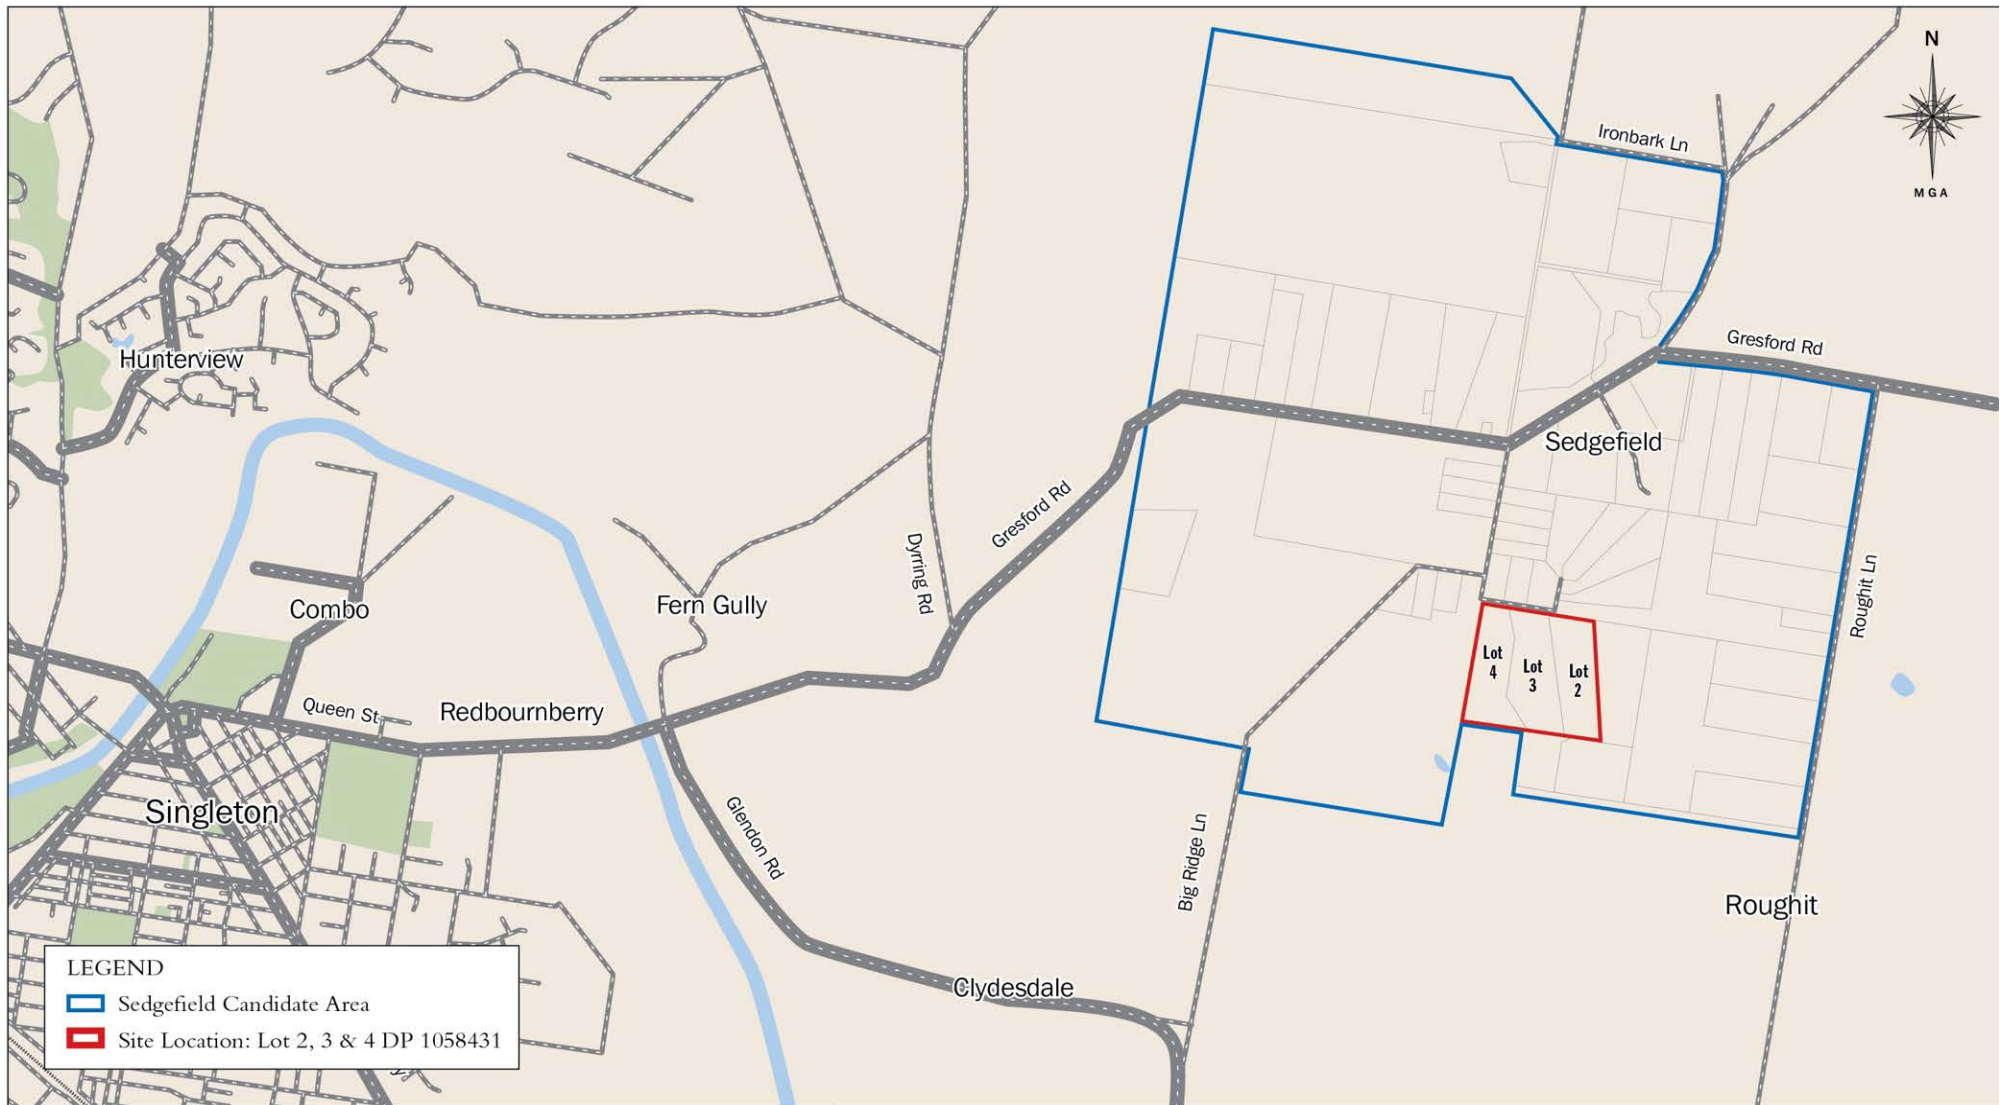 N
MGA
Ironbark Ln
Gresford Rd
Hunterview
Sedgefield
Gresford Rd
Dyrring Rd
Roughit Ln
Combo
Fern Gully
Lot
4
Lot
3
Lot
2
Queen St
Redbournberry
Singleton
Glendon Rd
Big Ridge Ln
Roughit
Clydesdale
LEGEND
Sedgefield Candidate Area
Site Location: Lot 2, 3 & 4 DP 1058431